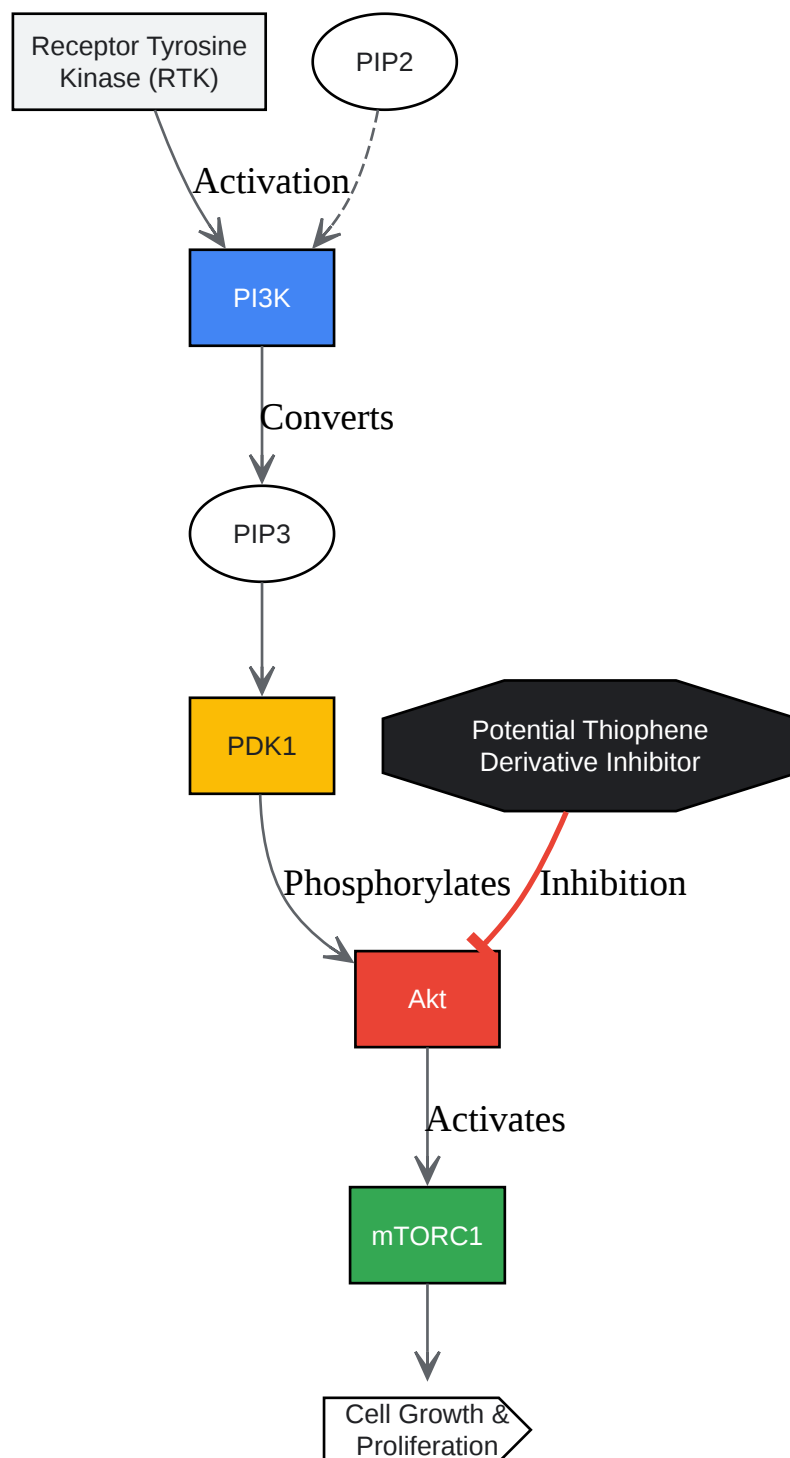 Receptor Tyrosine
Kinase (RTK)
PIP2
Activation
PI3K
Converts
PIP3
PDK1
Potential Thiophene
Derivative Inhibitor
Phosphorylates
Inhibition
Akt
Activates
mTORC1
Cell Growth &
Proliferation